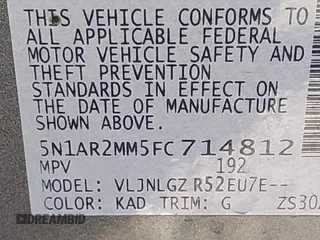 THIS VEHICLE CONFORMS TO
ALL APPLICABLE FEDERAL
MOTOR VEHICLE SAFETY AND
THEFT PREVENTION
STANDARDS IN EFFECT ON
THE DATE OF MANUFACTURE
SHOWN ABOVE.
5N1AR2MM5FC714812
MPV 192
MODEL: VLJNLGZ R52EU7E--
COLOR: KAD TRIM: G ZS30
DREAMBID